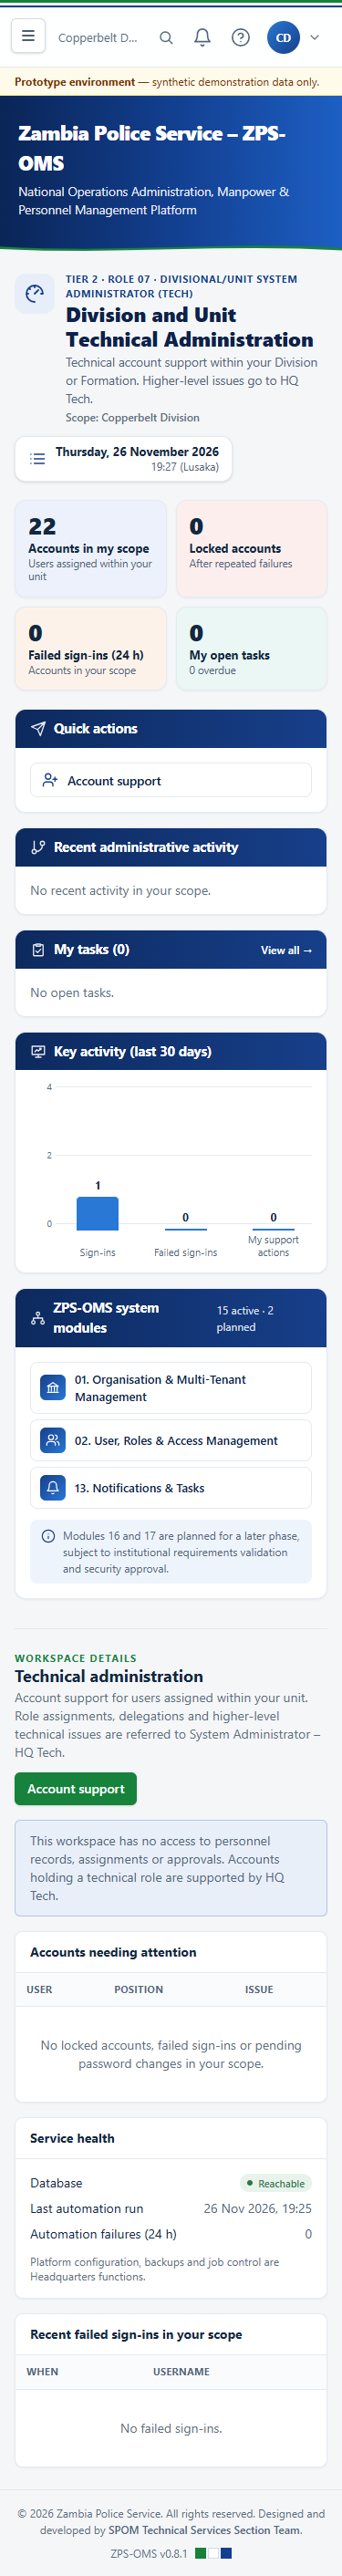 Copperbelt D...
CD
Prototype environment — synthetic demonstration data only.
Zambia Police Service – ZPS-
OMS
National Operations Administration, Manpower &
Personnel Management Platform
TIER 2 · ROLE 07 · DIVISIONAL/UNIT SYSTEM
ADMINISTRATOR (TECH)
Division and Unit
Technical Administration
Technical account support within your Division
or Formation. Higher-level issues go to HQ
Tech.
Scope: Copperbelt Division
Thursday, 26 November 2026
19:27 (Lusaka)
22
Accounts in my scope
Users assigned within your
unit
0
Locked accounts
After repeated failures
0
Failed sign-ins (24 h)
Accounts in your scope
0
My open tasks
0 overdue
Quick actions
Account support
Recent administrative activity
No recent activity in your scope.
My tasks (0)
View all →
No open tasks.
Key activity (last 30 days)
4
2
0
1
0
0
Sign-ins
Failed sign-ins
My support
actions
ZPS-OMS system
modules
15 active · 2
planned
01. Organisation & Multi-Tenant
Management
02. User, Roles & Access Management
13. Notifications & Tasks
Modules 16 and 17 are planned for a later phase,
subject to institutional requirements validation
and security approval.
WORKSPACE DETAILS
Technical administration
Account support for users assigned within your unit.
Role assignments, delegations and higher-level
technical issues are referred to System Administrator –
HQ Tech.
Account support
This workspace has no access to personnel
records, assignments or approvals. Accounts
holding a technical role are supported by HQ
Tech.
Accounts needing attention
USER POSITION ISSUE
No locked accounts, failed sign-ins or pending
password changes in your scope.
Service health
Database Reachable
Last automation run 26 Nov 2026, 19:25
Automation failures (24 h) 0
Platform configuration, backups and job control are
Headquarters functions.
Recent failed sign-ins in your scope
WHEN USERNAME
No failed sign-ins.
© 2026 Zambia Police Service. All rights reserved. Designed and
developed by SPOM Technical Services Section Team.
ZPS-OMS v0.8.1